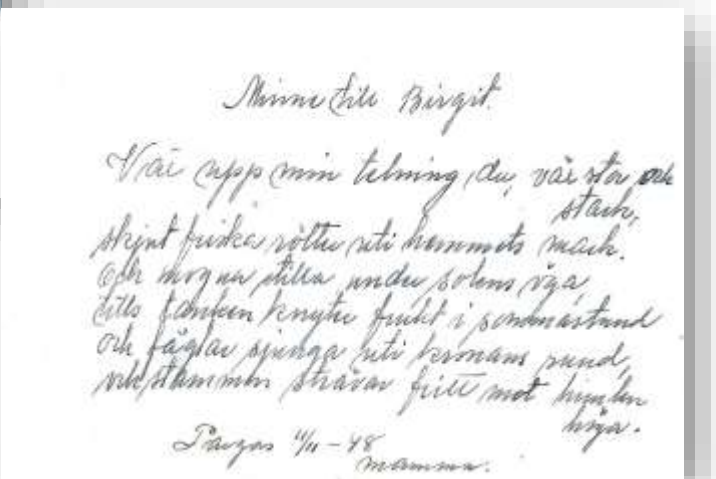 Minne till Birgit.
Väx upp min telning, du, väx stor och
stark,
skjut friska rötter uti hemmets mark.
Och mogna stilla under solens öga,
tills tanken knyter frukt i sommarstund
och fåglar sjunga uti kronans rund,
och stammen strävar fritt mot himlen
höga.
Pargas 4/11 - 48
mamma.